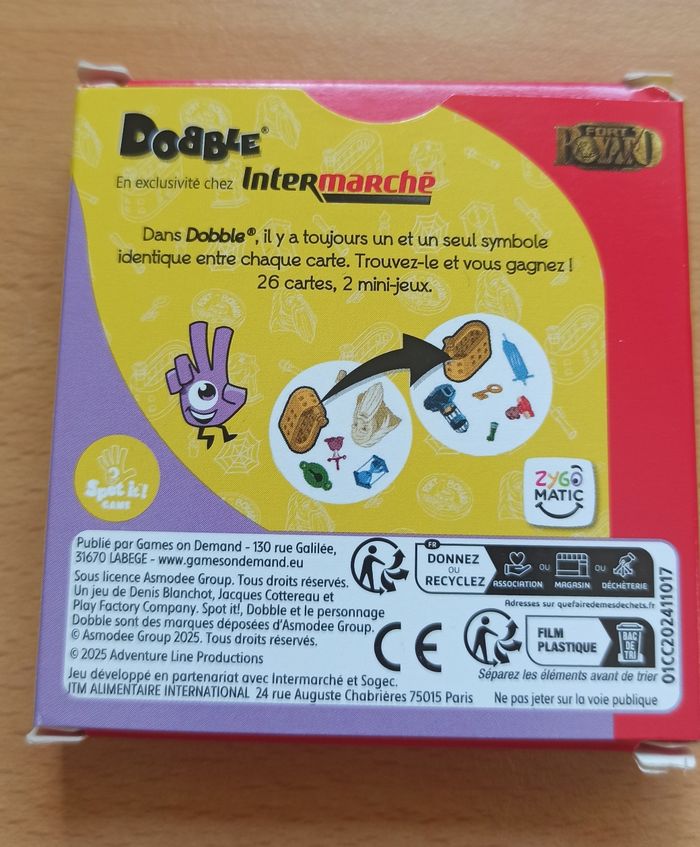 DOBBLE®
FORT
BOYARD
En exclusivité chez Intermarché
Dans Dobble®, il y a toujours un et un seul symbole
identique entre chaque carte. Trouvez-le et vous gagnez !
26 cartes, 2 mini-jeux.
Spot it!
GAME
ZYGO
MATIC
Publié par Games on Demand - 130 rue Galilée,
31670 LABEGE - www.gamesondemand.eu
Sous licence Asmodee Group. Tous droits réservés.
Un jeu de Denis Blanchot, Jacques Cottereau et
Play Factory Company. Spot it!, Dobble et le personnage
Dobble sont des marques déposées d'Asmodee Group.
© Asmodee Group 2025. Tous droits réservés.
© 2025 Adventure Line Productions
Jeu développé en partenariat avec Intermarché et Sogec.
JTM ALIMENTAIRE INTERNATIONAL 24 rue Auguste Chabrières 75015 Paris
CE
FR
DONNEZ
OU
RECYCLEZ
ASSOCIATION OU MAGASIN OU DÉCHÈTERIE
Adresses sur quefairedemesdechets.fr
FILM
PLASTIQUE
BAC
DE
TRI
Séparez les éléments avant de trier
Ne pas jeter sur la voie publique
01CC202411017